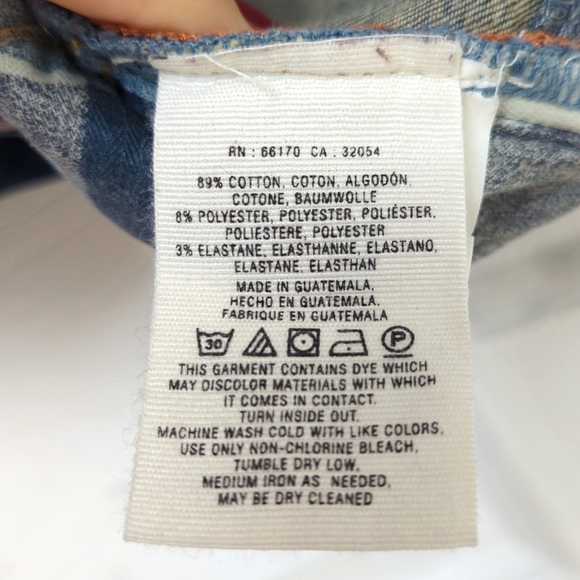 RN : 66170 CA . 32054
89% COTTON, COTON, ALGODÓN,
COTONE, BAUMWOLLE
8% POLYESTER, POLYESTER, POLIÉSTER,
POLIESTERE, POLYESTER
3% ELASTANE, ELASTHANNE, ELASTANO,
ELASTANE, ELASTHAN
MADE IN GUATEMALA,
HECHO EN GUATEMALA,
FABRIQUE EN GUATEMALA
30 P
THIS GARMENT CONTAINS DYE WHICH
MAY DISCOLOR MATERIALS WITH WHICH
IT COMES IN CONTACT.
TURN INSIDE OUT.
MACHINE WASH COLD WITH LIKE COLORS,
USE ONLY NON-CHLORINE BLEACH,
TUMBLE DRY LOW,
MEDIUM IRON AS NEEDED,
MAY BE DRY CLEANED